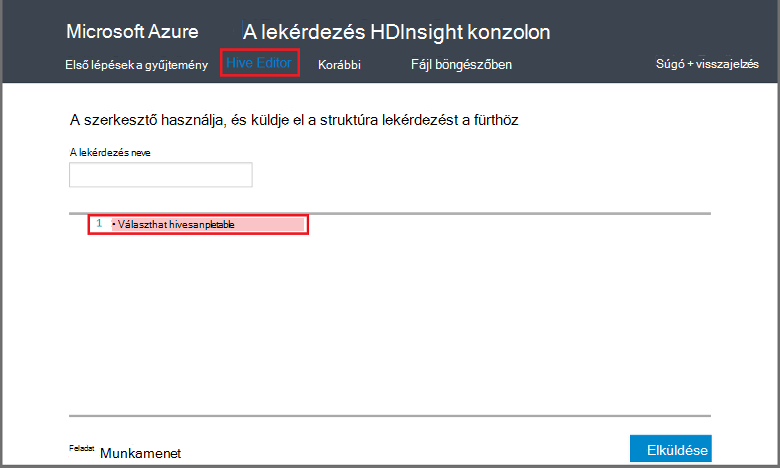 Microsoft Azure A lekérdezés HDInsight konzolon
Első lépések a gyűjtemény Hive Editor Korábbi Fájl böngészőben Súgó + visszajelzés
A szerkesztő használja, és küldje el a struktúra lekérdezést a fürthöz
A lekérdezés neve
1 • Választhat hivesanpletable
Feladat Munkamenet
Elküldése